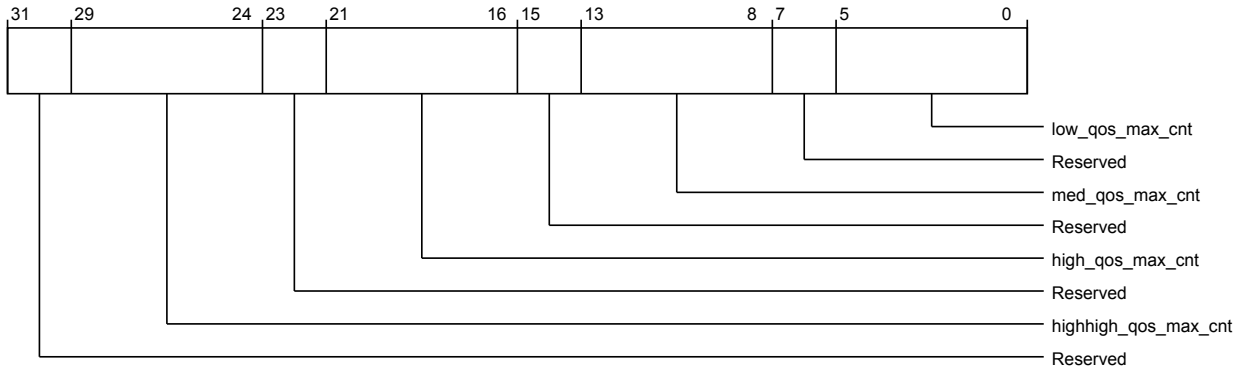 31 29 24 23 21 16 15 13 8 7 5 0
low_qos_max_cnt
Reserved
med_qos_max_cnt
Reserved
high_qos_max_cnt
Reserved
highhigh_qos_max_cnt
Reserved